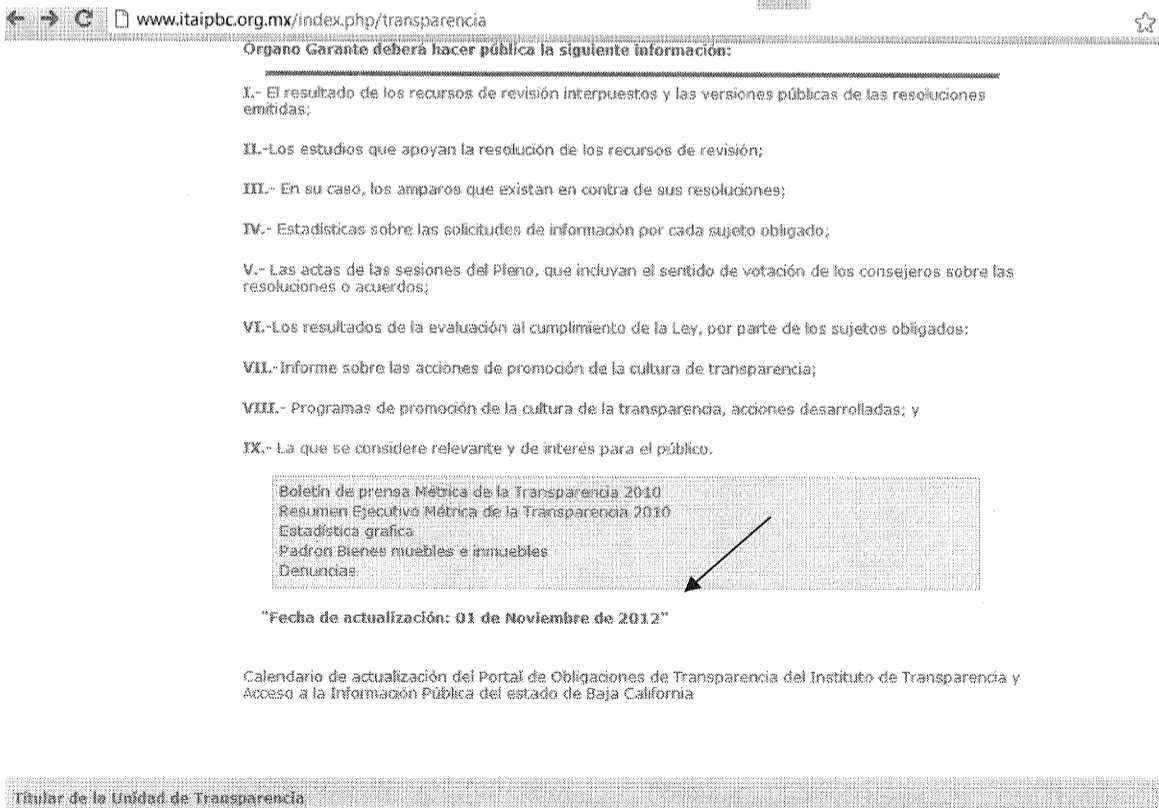 www.itaipbc.org.mx/index.php/transparencia
Órgano Garante deberá hacer pública la siguiente información:
I.- El resultado de los recursos de revisión interpuestos y las versiones públicas de las resoluciones
emitidas;
II.-Los estudios que apoyan la resolución de los recursos de revisión;
III.- En su caso, los amparos que existan en contra de sus resoluciones;
IV.- Estadísticas sobre las solicitudes de información por cada sujeto obligado;
V.- Las actas de las sesiones del Pleno, que incluyan el sentido de votación de los consejeros sobre las
resoluciones o acuerdos;
VI.-Los resultados de la evaluación al cumplimiento de la Ley, por parte de los sujetos obligados;
VII.-Informe sobre las acciones de promoción de la cultura de transparencia;
VIII.- Programas de promoción de la cultura de la transparencia, acciones desarrolladas; y
IX.- La que se considere relevante y de interés para el público.
Boletín de prensa Métrica de la Transparencia 2010
Resumen Ejecutivo Métrica de la Transparencia 2010
Estadística grafica
Padron Bienes muebles e inmuebles
Denuncias
"Fecha de actualización: 01 de Noviembre de 2012"
Calendario de actualización del Portal de Obligaciones de Transparencia del Instituto de Transparencia y
Acceso a la Información Pública del estado de Baja California
Titular de la Unidad de Transparencia